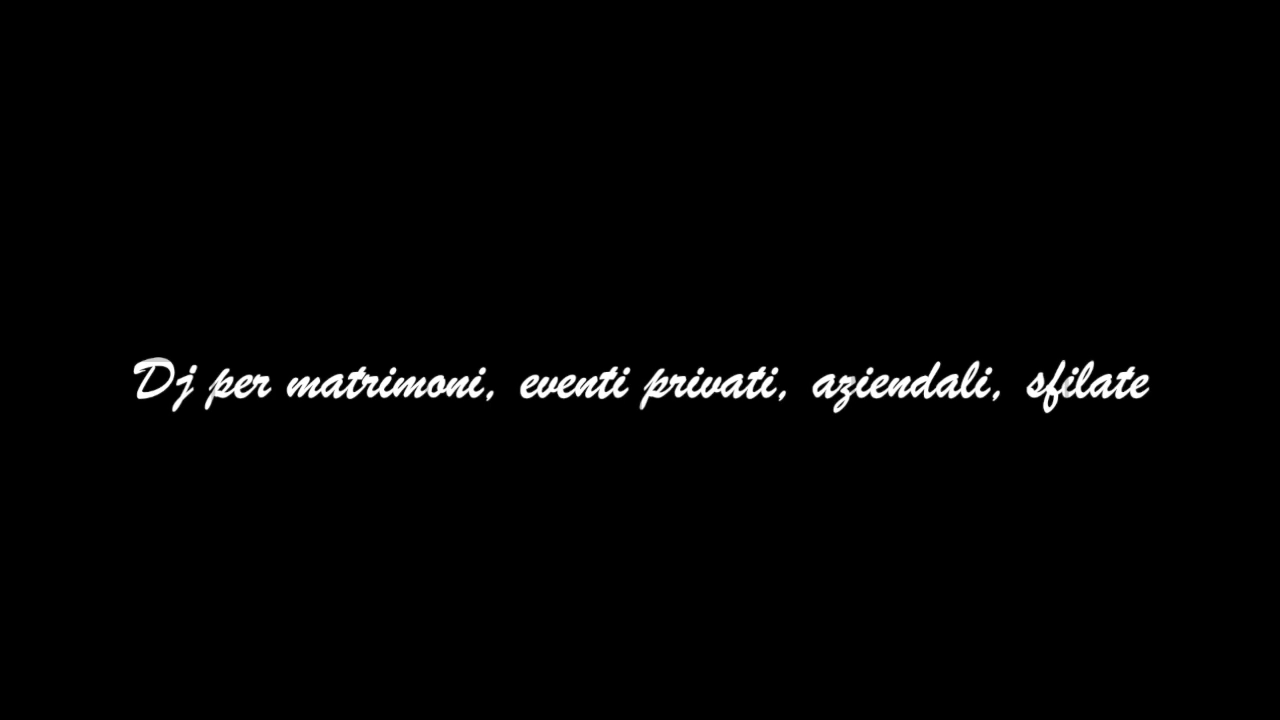 Dj per matrimoni, eventi privati, aziendali, sfilate